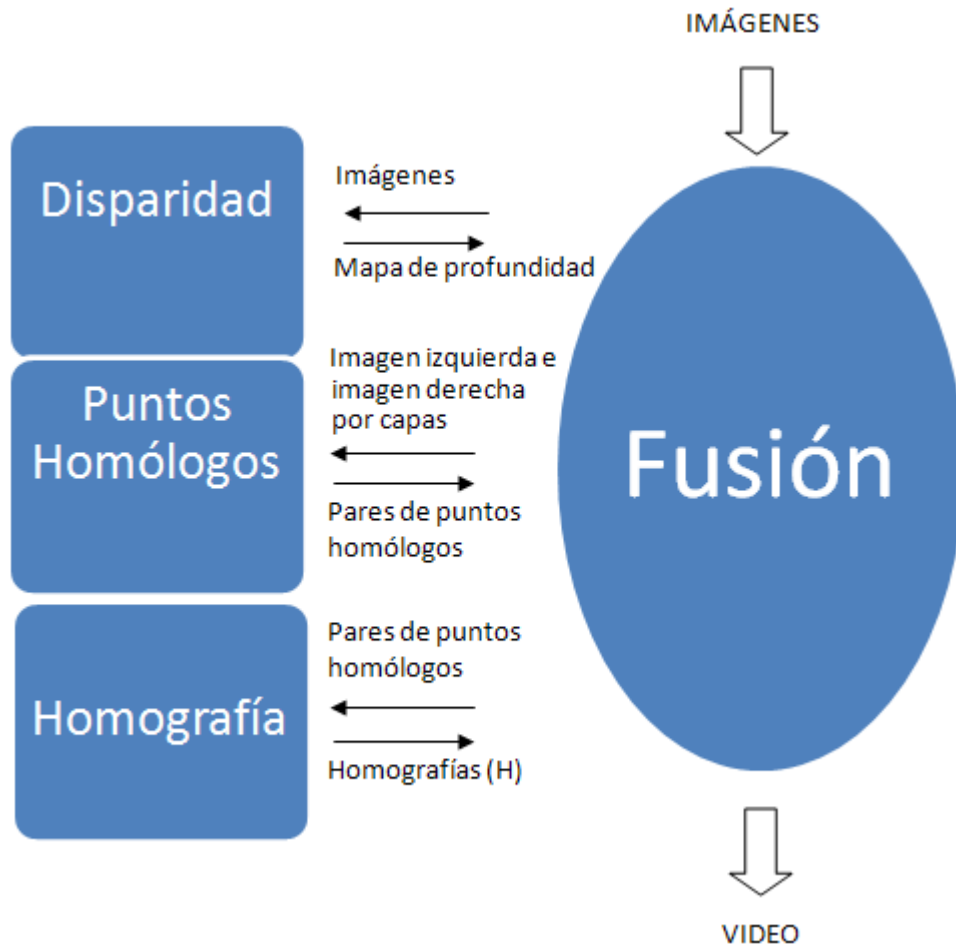 IMÁGENES
Disparidad
Imágenes
Mapa de profundidad
Puntos
Homólogos
Imagen izquierda e
imagen derecha
por capas
Pares de puntos
homólogos
Homografía
Pares de puntos
homólogos
Homografías (H)
Fusión
VIDEO